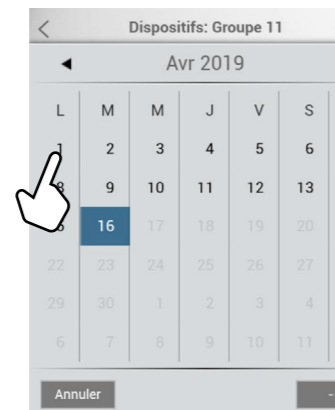 Dispositifs: Groupe 11
Avr 2019
L M M J V S
1 2 3 4 5 6
8 9 10 11 12 13
16 17 18 19 20
22 23 24 25 26 27
29 30 1 2 3 4
6 7 8 9 10 11
Annuler